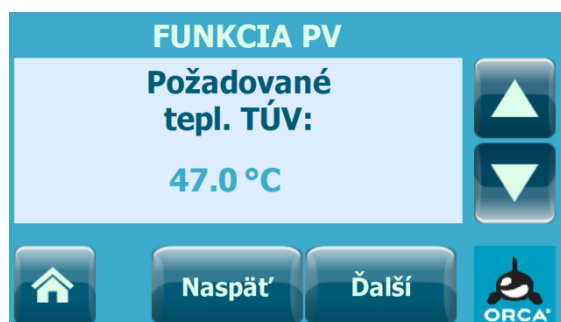 FUNKCIA PV
Požadované
tepl. TÚV:
47.0 °C
Naspäť
Ďalší
ORCA®